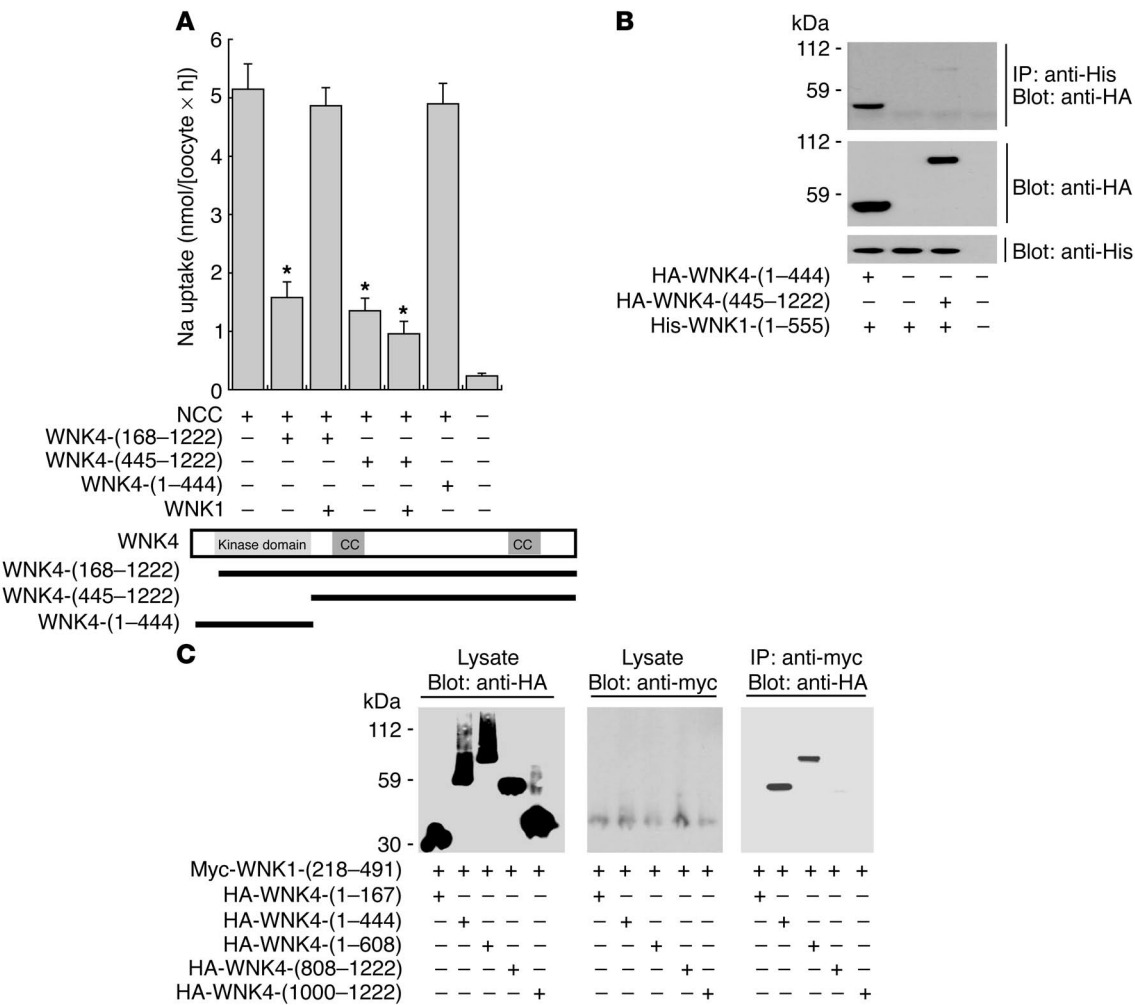 A
Na uptake (nmol/[oocyte × h])
6
5
4
3
2
1
0
* * *
NCC + + + + + + –
WNK4-(168–1222) – + + – – – –
WNK4-(445–1222) – – – + + – –
WNK4-(1–444) – – – – – + –
WNK1 – – + – + – –
WNK4 Kinase domain CC CC
WNK4-(168–1222)
WNK4-(445–1222)
WNK4-(1–444)
B
kDa
112 -
59 -
IP: anti-His
Blot: anti-HA
112 -
59 -
Blot: anti-HA
Blot: anti-His
HA-WNK4-(1–444) + – – –
HA-WNK4-(445–1222) – – + –
His-WNK1-(1–555) + + + –
C
Lysate
Blot: anti-HA
Lysate
Blot: anti-myc
IP: anti-myc
Blot: anti-HA
kDa
112 -
59 -
30 -
Myc-WNK1-(218–491) + + + + + + + + + + + + + + +
HA-WNK4-(1–167) + – – – – + – – – – + – – – –
HA-WNK4-(1–444) – + – – – – + – – – – + – – –
HA-WNK4-(1–608) – – + – – – – + – – – – + – –
HA-WNK4-(808–1222) – – – + – – – – + – – – – + –
HA-WNK4-(1000–1222) – – – – + – – – – + – – – – +